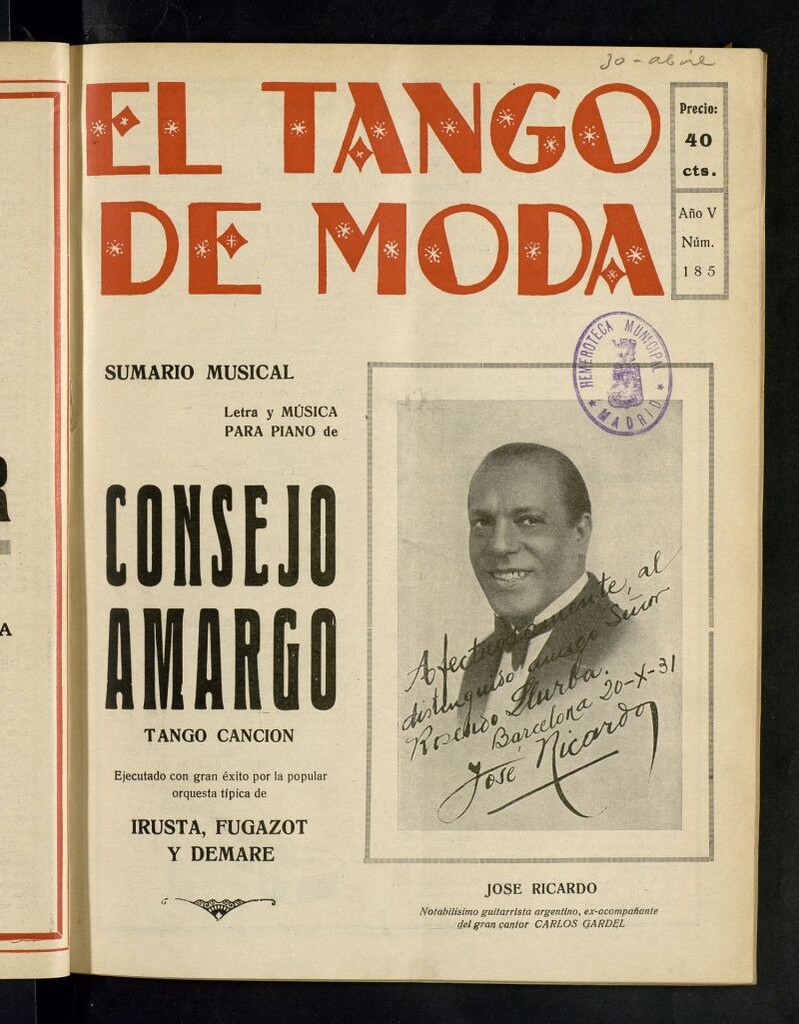 30-abril
EL TANGO
DE MODA
Precio:
40
cts.
Año V
Núm.
185
HEMEROTECA MUNICIPAL
★ MADRID ★
SUMARIO MUSICAL
Letra y MÚSICA
PARA PIANO de
CONSEJO
AMARGO
TANGO CANCION
Ejecutado con gran éxito por la popular
orquesta típica de
IRUSTA, FUGAZOT
Y DEMARE
Afectuosamente, al
distinguido amigo Señor
Rosendo Llurba.
Barcelona 20-X-31
José Ricardo
JOSE RICARDO
Notabilísimo guitarrista argentino, ex-acompañante
del gran cantor CARLOS GARDEL
R
A